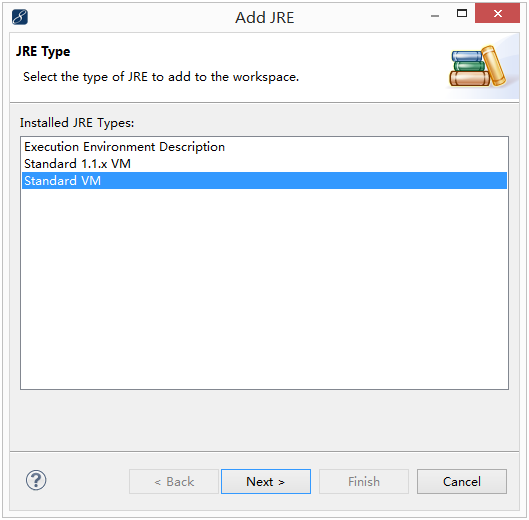 Add JRE
JRE Type
Select the type of JRE to add to the workspace.
Installed JRE Types:
Execution Environment Description
Standard 1.1.x VM
Standard VM
? < Back Next > Finish Cancel